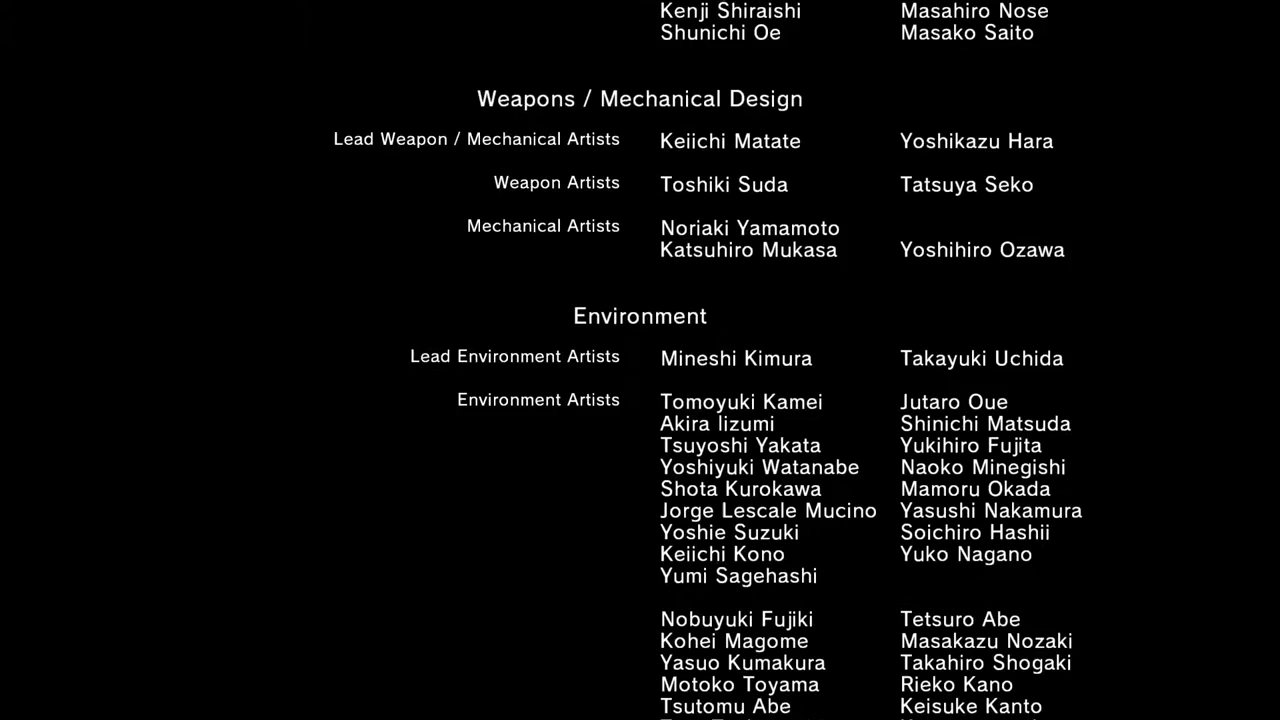 Kenji Shiraishi Masahiro Nose
Shunichi Oe Masako Saito
Weapons / Mechanical Design
Lead Weapon / Mechanical Artists Keiichi Matate Yoshikazu Hara
Weapon Artists Toshiki Suda Tatsuya Seko
Mechanical Artists Noriaki Yamamoto
Katsuhiro Mukasa Yoshihiro Ozawa
Environment
Lead Environment Artists Mineshi Kimura Takayuki Uchida
Environment Artists Tomoyuki Kamei Jutaro Oue
Akira Iizumi Shinichi Matsuda
Tsuyoshi Yakata Yukihiro Fujita
Yoshiyuki Watanabe Naoko Minegishi
Shota Kurokawa Mamoru Okada
Jorge Lescale Mucino Yasushi Nakamura
Yoshie Suzuki Soichiro Hashii
Keiichi Kono Yuko Nagano
Yumi Sagehashi
Nobuyuki Fujiki Tetsuro Abe
Kohei Magome Masakazu Nozaki
Yasuo Kumakura Takahiro Shogaki
Motoko Toyama Rieko Kano
Tsutomu Abe Keisuke Kanto